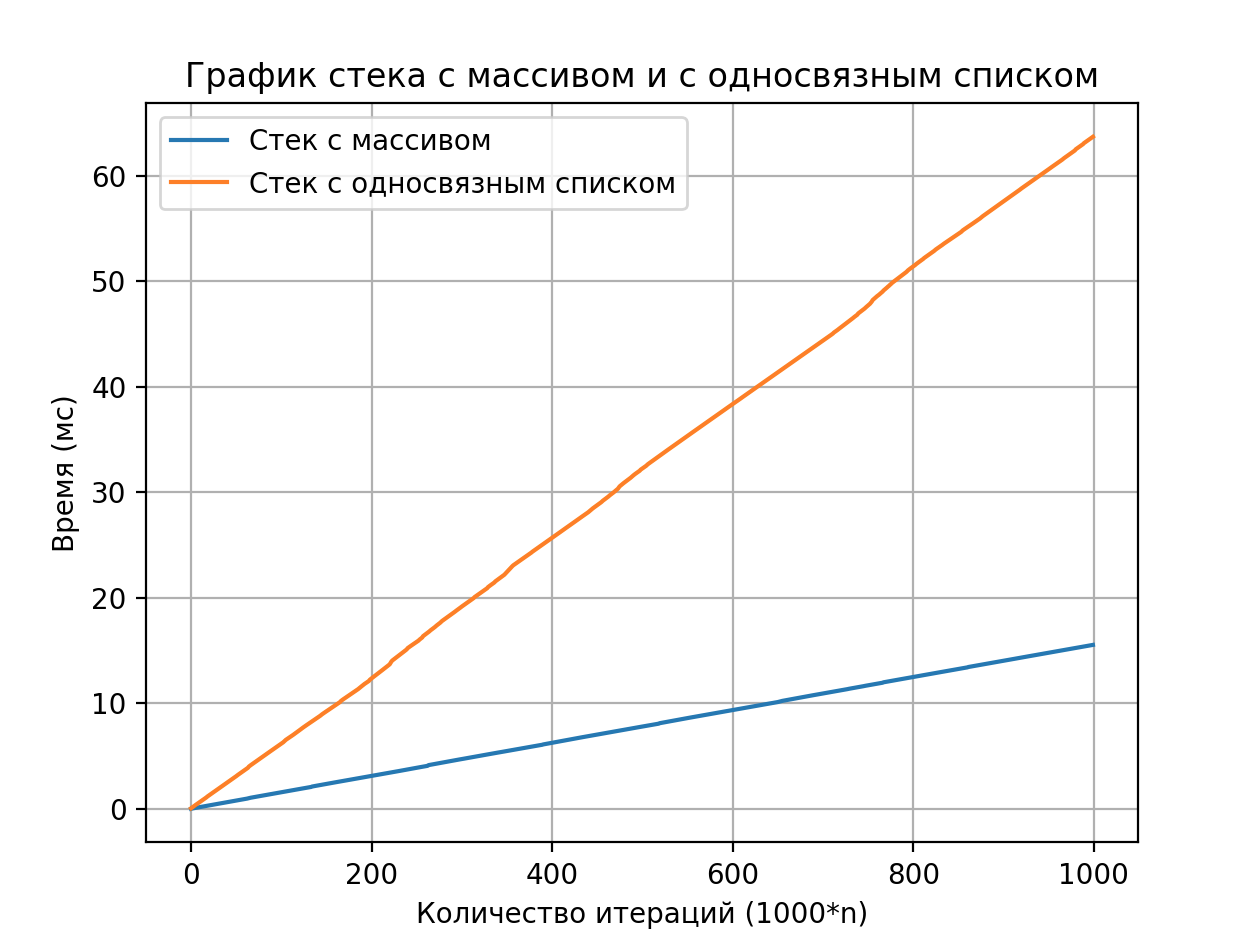 График стека с массивом и с односвязным списком
Стек с массивом
Стек с односвязным списком
60
50
40
30
20
10
0
Время (мс)
0 200 400 600 800 1000
Количество итераций (1000*n)